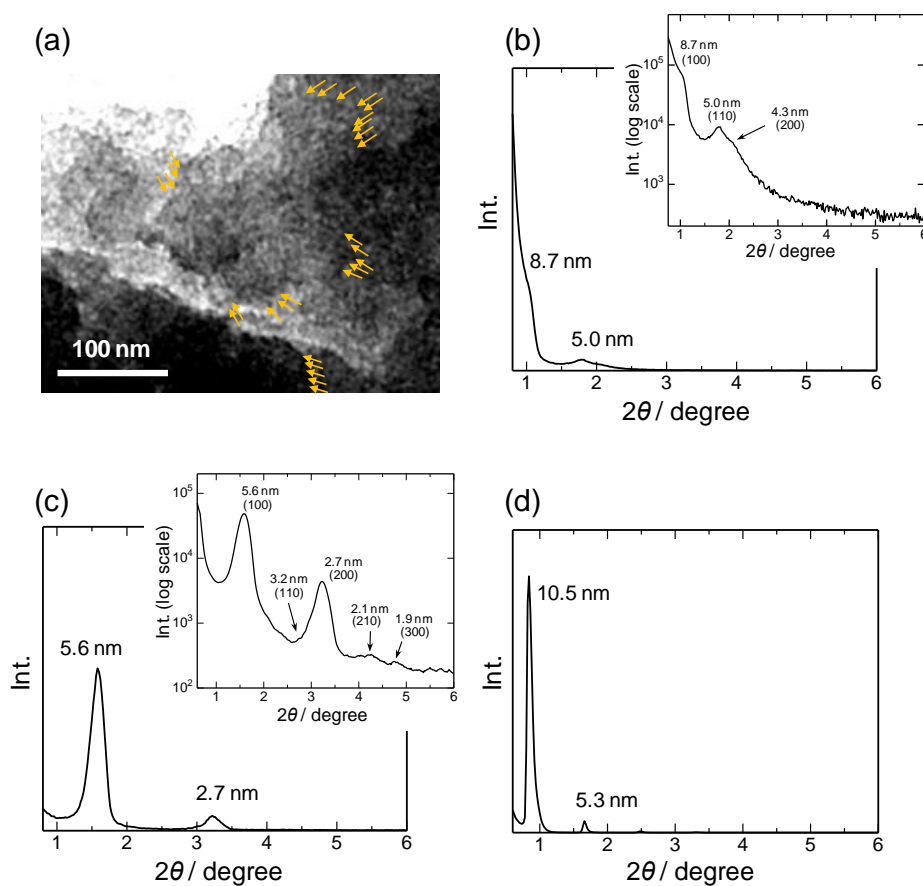 (a)
100 nm
(b)
Int.
8.7 nm
5.0 nm
1
2
3
4
5
6
2θ / degree
Int. (log scale)
10^5
10^4
10^3
8.7 nm
(100)
5.0 nm
(110)
4.3 nm
(200)
1
2
3
4
5
6
2θ / degree
(c)
Int.
5.6 nm
2.7 nm
1
2
3
4
5
6
2θ / degree
Int. (log scale)
10^5
10^4
10^3
10^2
5.6 nm
(100)
3.2 nm
(110)
2.7 nm
(200)
2.1 nm
(210)
1.9 nm
(300)
1
2
3
4
5
6
2θ / degree
(d)
Int.
10.5 nm
5.3 nm
1
2
3
4
5
6
2θ / degree